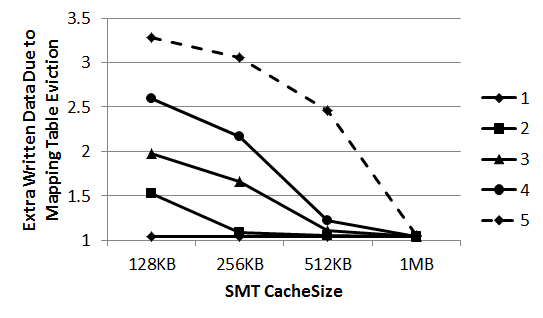 Extra Written Data Due to
Mapping Table Eviction
3.5
3
2.5
2
1.5
1
128KB 256KB 512KB 1MB
SMT CacheSize
1
2
3
4
5